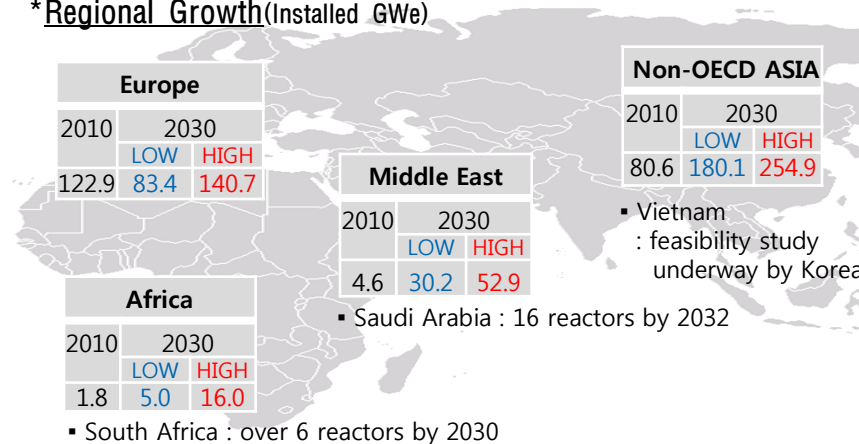 *Regional Growth(Installed GWe)
Europe
2010 2030
LOW HIGH
122.9 83.4 140.7
Non-OECD ASIA
2010 2030
LOW HIGH
80.6 180.1 254.9
▪ Vietnam
: feasibility study
underway by Korea
Middle East
2010 2030
LOW HIGH
4.6 30.2 52.9
▪ Saudi Arabia : 16 reactors by 2032
Africa
2010 2030
LOW HIGH
1.8 5.0 16.0
▪ South Africa : over 6 reactors by 2030